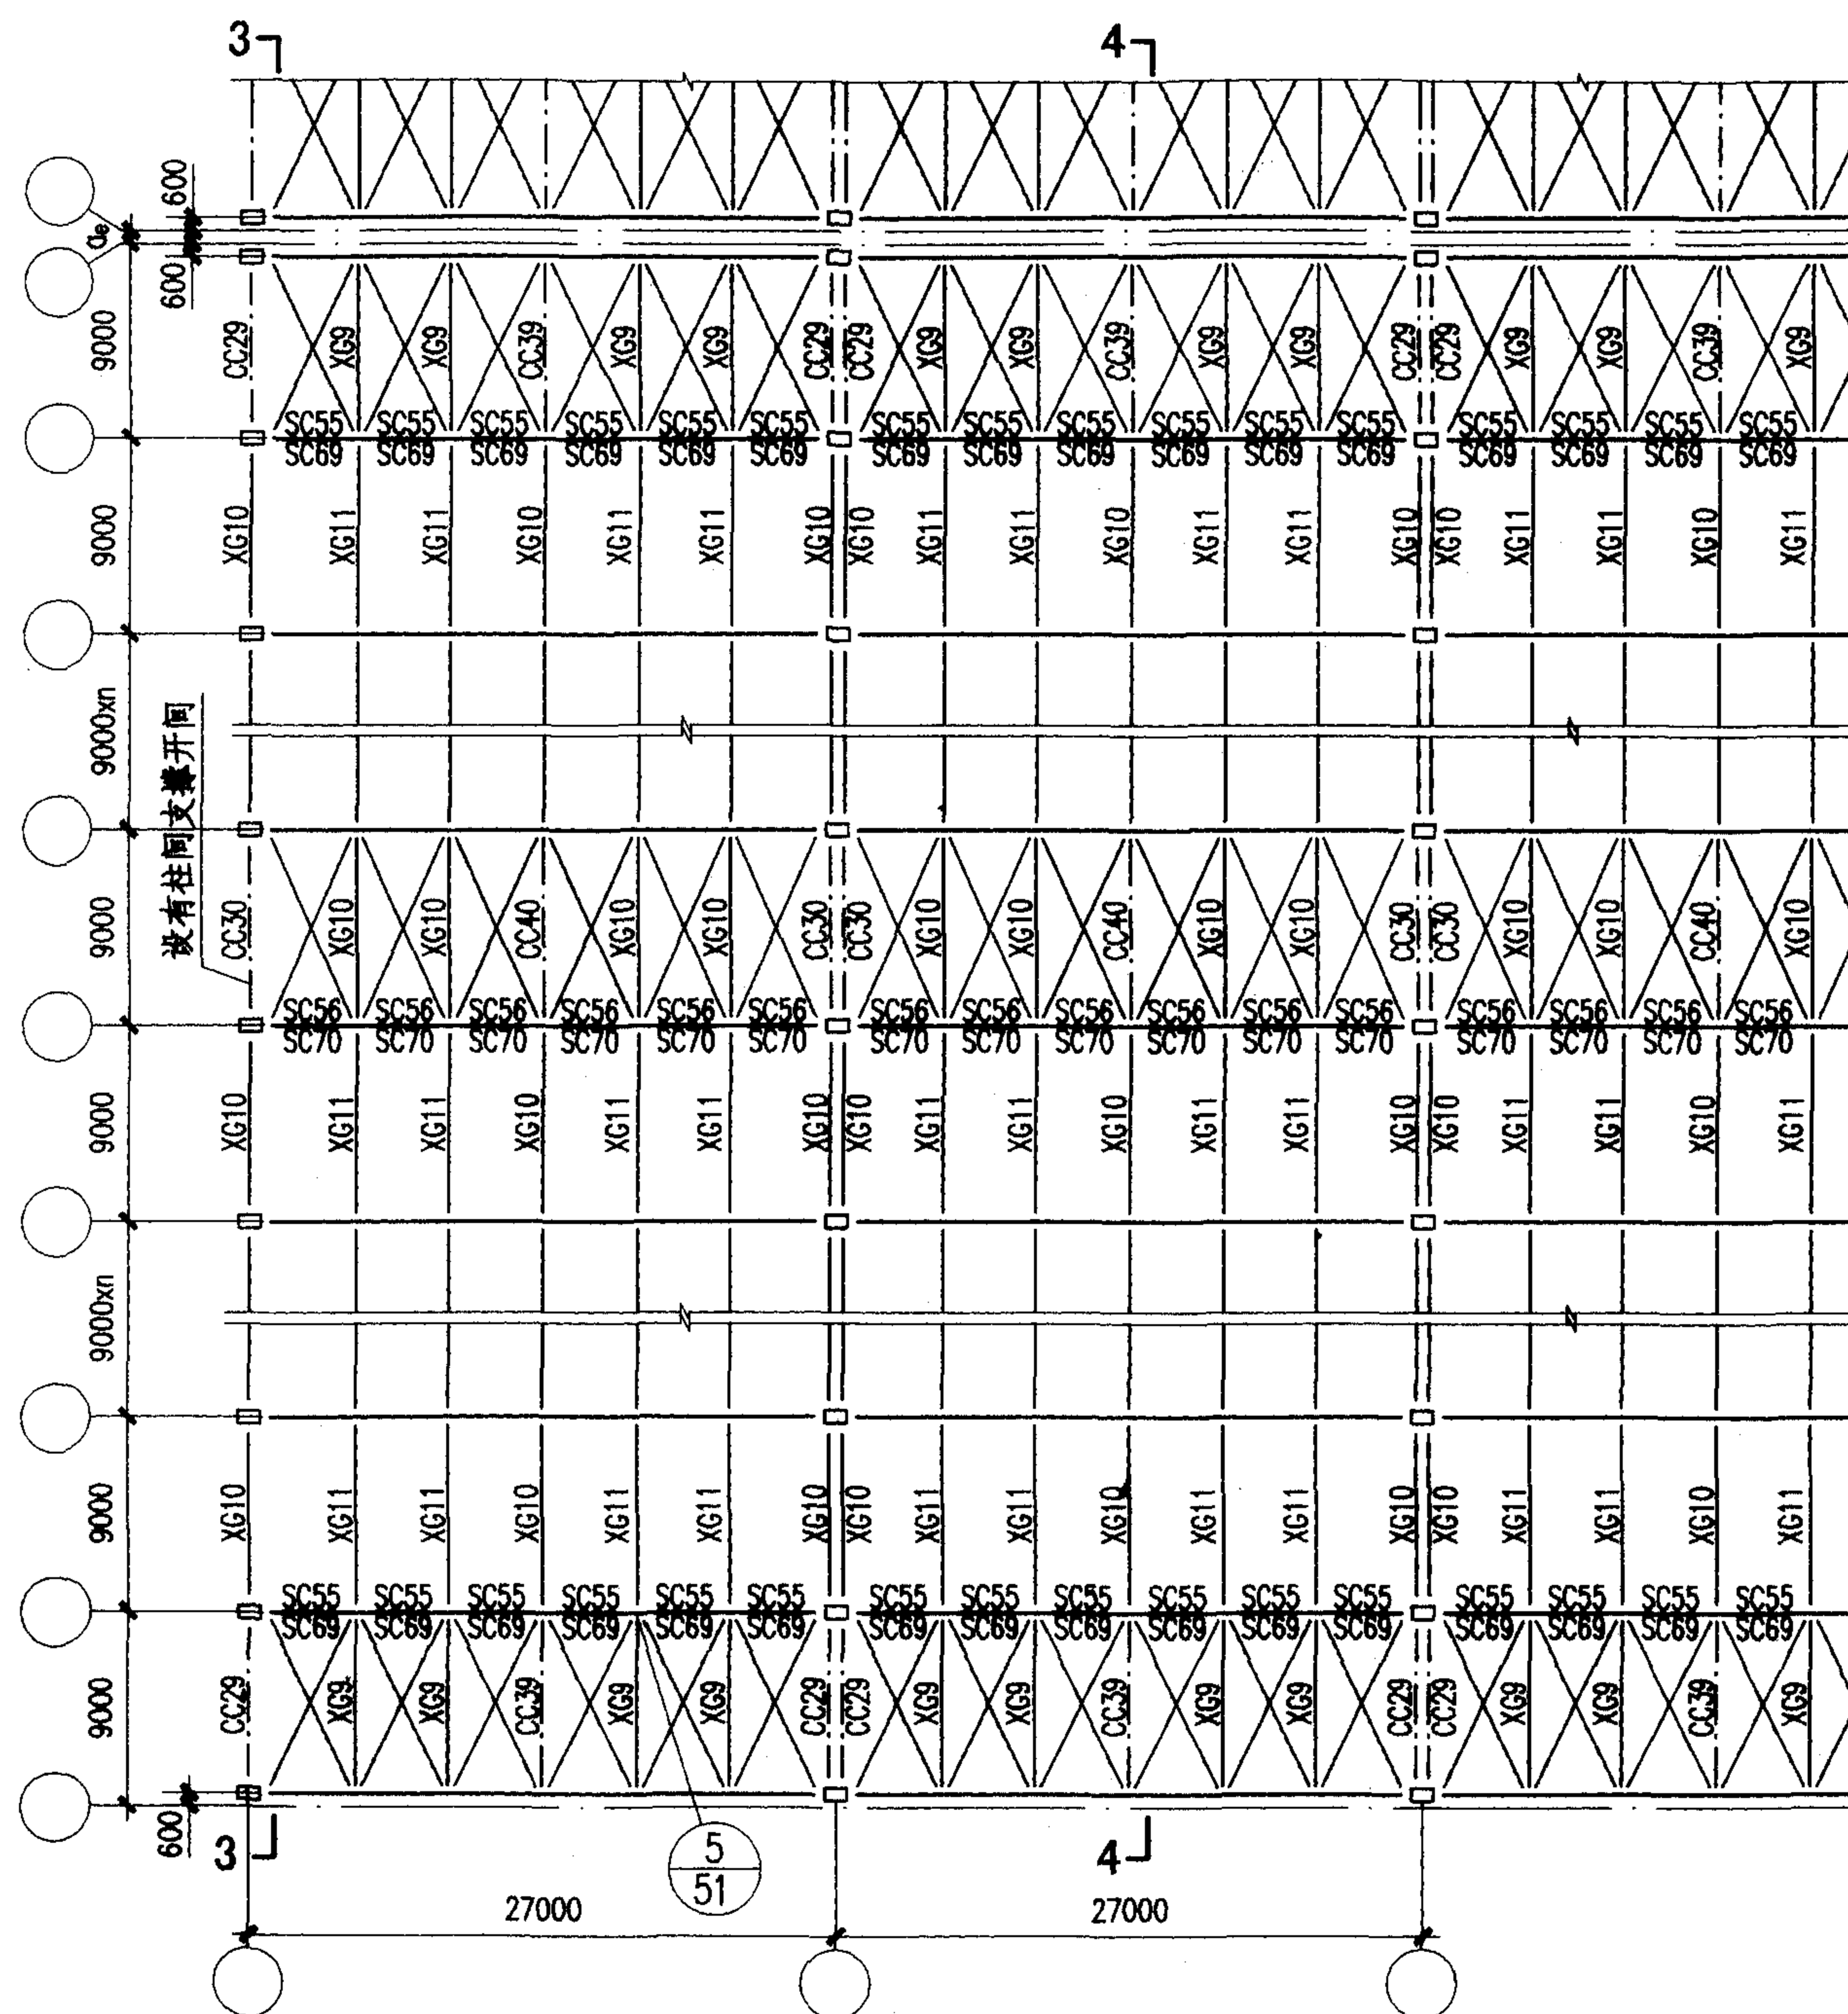 3 4
600
ae
600
9000
CC29 XG9 XG9 CC39 XG9 XG9 CC29 CC29 XG9 XG9 CC39 XG9 XG9 CC29 CC29 XG9 XG9 CC39 XG9
SC55 SC55 SC55 SC55 SC55 SC55 SC55 SC55 SC55 SC55 SC55 SC55 SC55 SC55 SC55 SC55
SC69 SC69 SC69 SC69 SC69 SC69 SC69 SC69 SC69 SC69 SC69 SC69 SC69 SC69 SC69 SC69
9000
XG10 XG11 XG11 XG10 XG11 XG11 XG10 XG10 XG11 XG11 XG10 XG11 XG11 XG10 XG10 XG11 XG11 XG10 XG11
9000xn
设有柱间支撑开间
9000
CC30 XG10 XG10 CC40 XG10 XG10 CC30 CC30 XG10 XG10 CC40 XG10 XG10 CC30 CC30 XG10 XG10 CC40 XG10
SC56 SC56 SC56 SC56 SC56 SC56 SC56 SC56 SC56 SC56 SC56 SC56 SC56 SC56 SC56 SC56
SC70 SC70 SC70 SC70 SC70 SC70 SC70 SC70 SC70 SC70 SC70 SC70 SC70 SC70 SC70 SC70
9000
XG10 XG11 XG11 XG10 XG11 XG11 XG10 XG10 XG11 XG11 XG10 XG11 XG11 XG10 XG10 XG11 XG11 XG10 XG11
9000xn
9000
XG10 XG11 XG11 XG10 XG11 XG11 XG10 XG10 XG11 XG11 XG10 XG11 XG11 XG10 XG10 XG11 XG11 XG10 XG11
SC55 SC55 SC55 SC55 SC55 SC55 SC55 SC55 SC55 SC55 SC55 SC55 SC55 SC55 SC55 SC55
SC69 SC69 SC69 SC69 SC69 SC69 SC69 SC69 SC69 SC69 SC69 SC69 SC69 SC69 SC69 SC69
9000
CC29 XG9 XG9 CC39 XG9 XG9 CC29 CC29 XG9 XG9 CC39 XG9 XG9 CC29 CC29 XG9 XG9 CC39 XG9
600
3 4
5
51
27000 27000